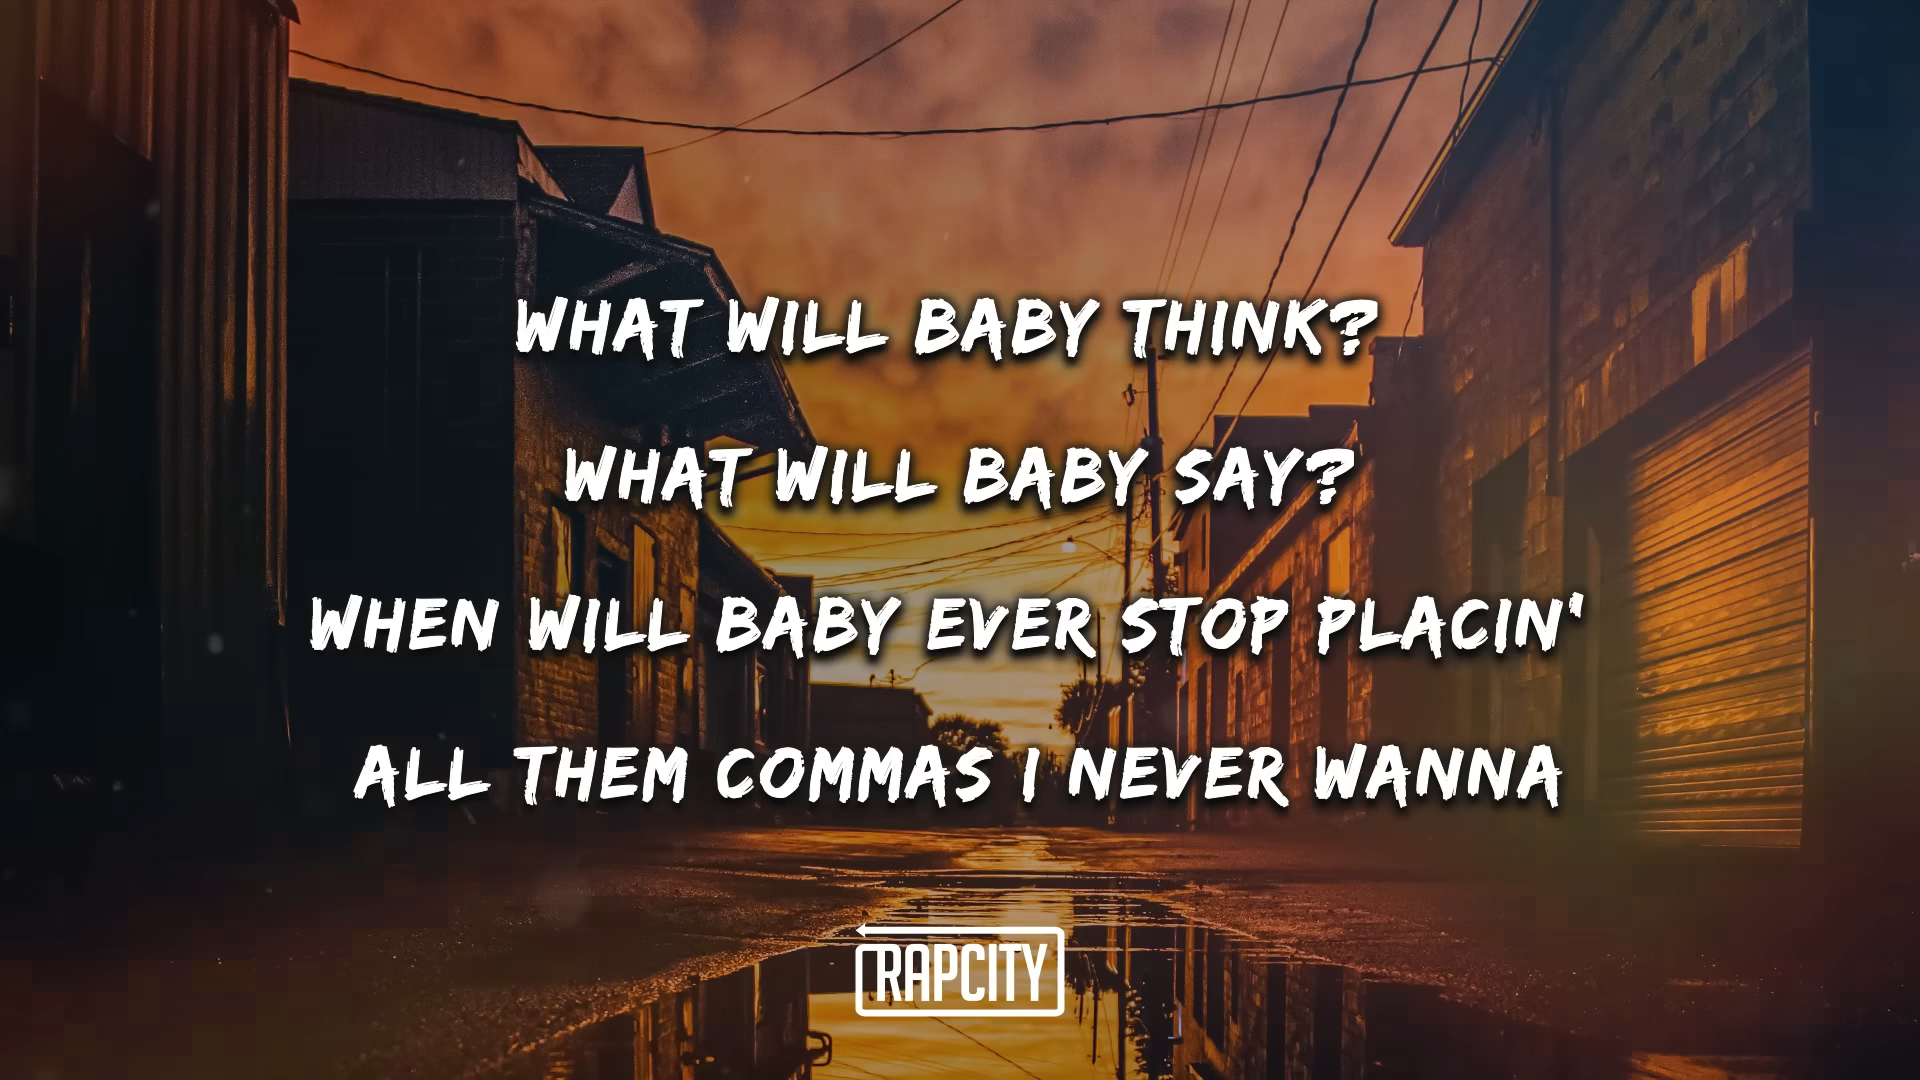 WHAT WILL BABY THINK?
WHAT WILL BABY SAY?
WHEN WILL BABY EVER STOP PLACIN'
ALL THEM COMMAS I NEVER WANNA
RAPCITY